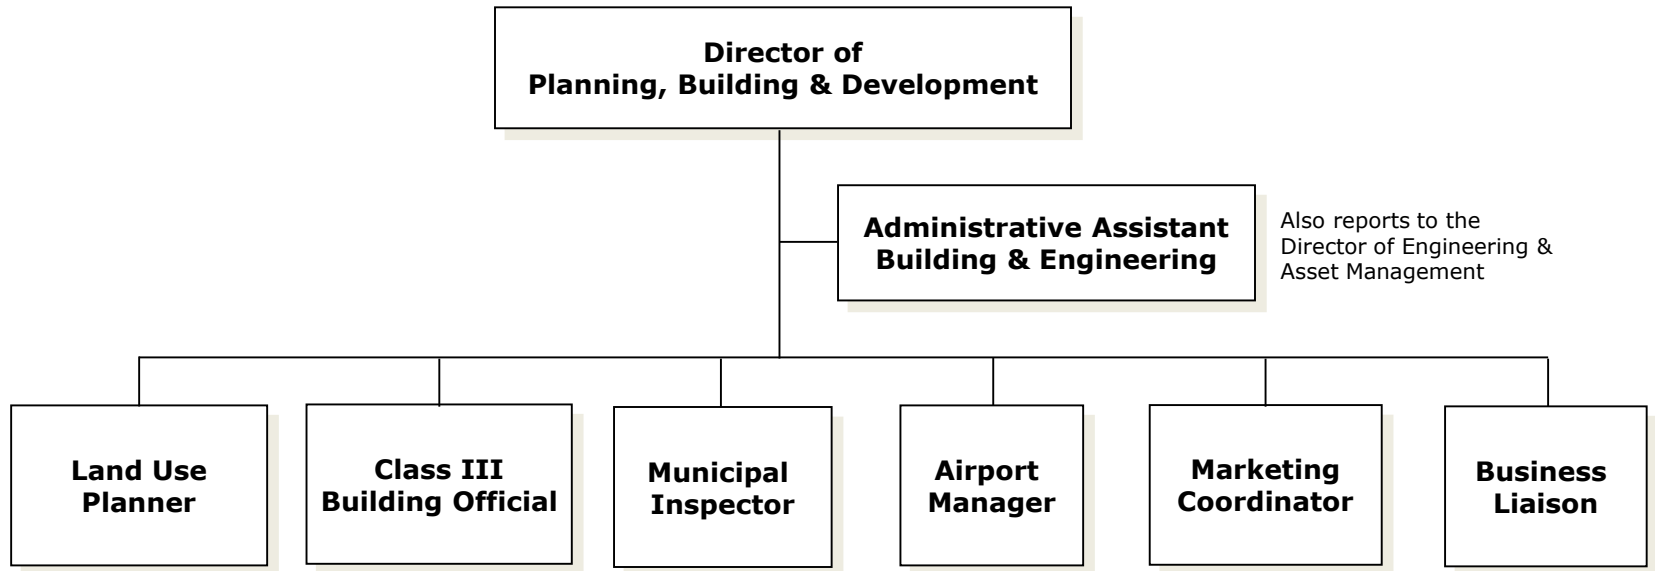 Director of
Planning, Building & Development
Administrative Assistant
Building & Engineering
Also reports to the
Director of Engineering &
Asset Management
Land Use
Planner
Class III
Building Official
Municipal
Inspector
Airport
Manager
Marketing
Coordinator
Business
Liaison